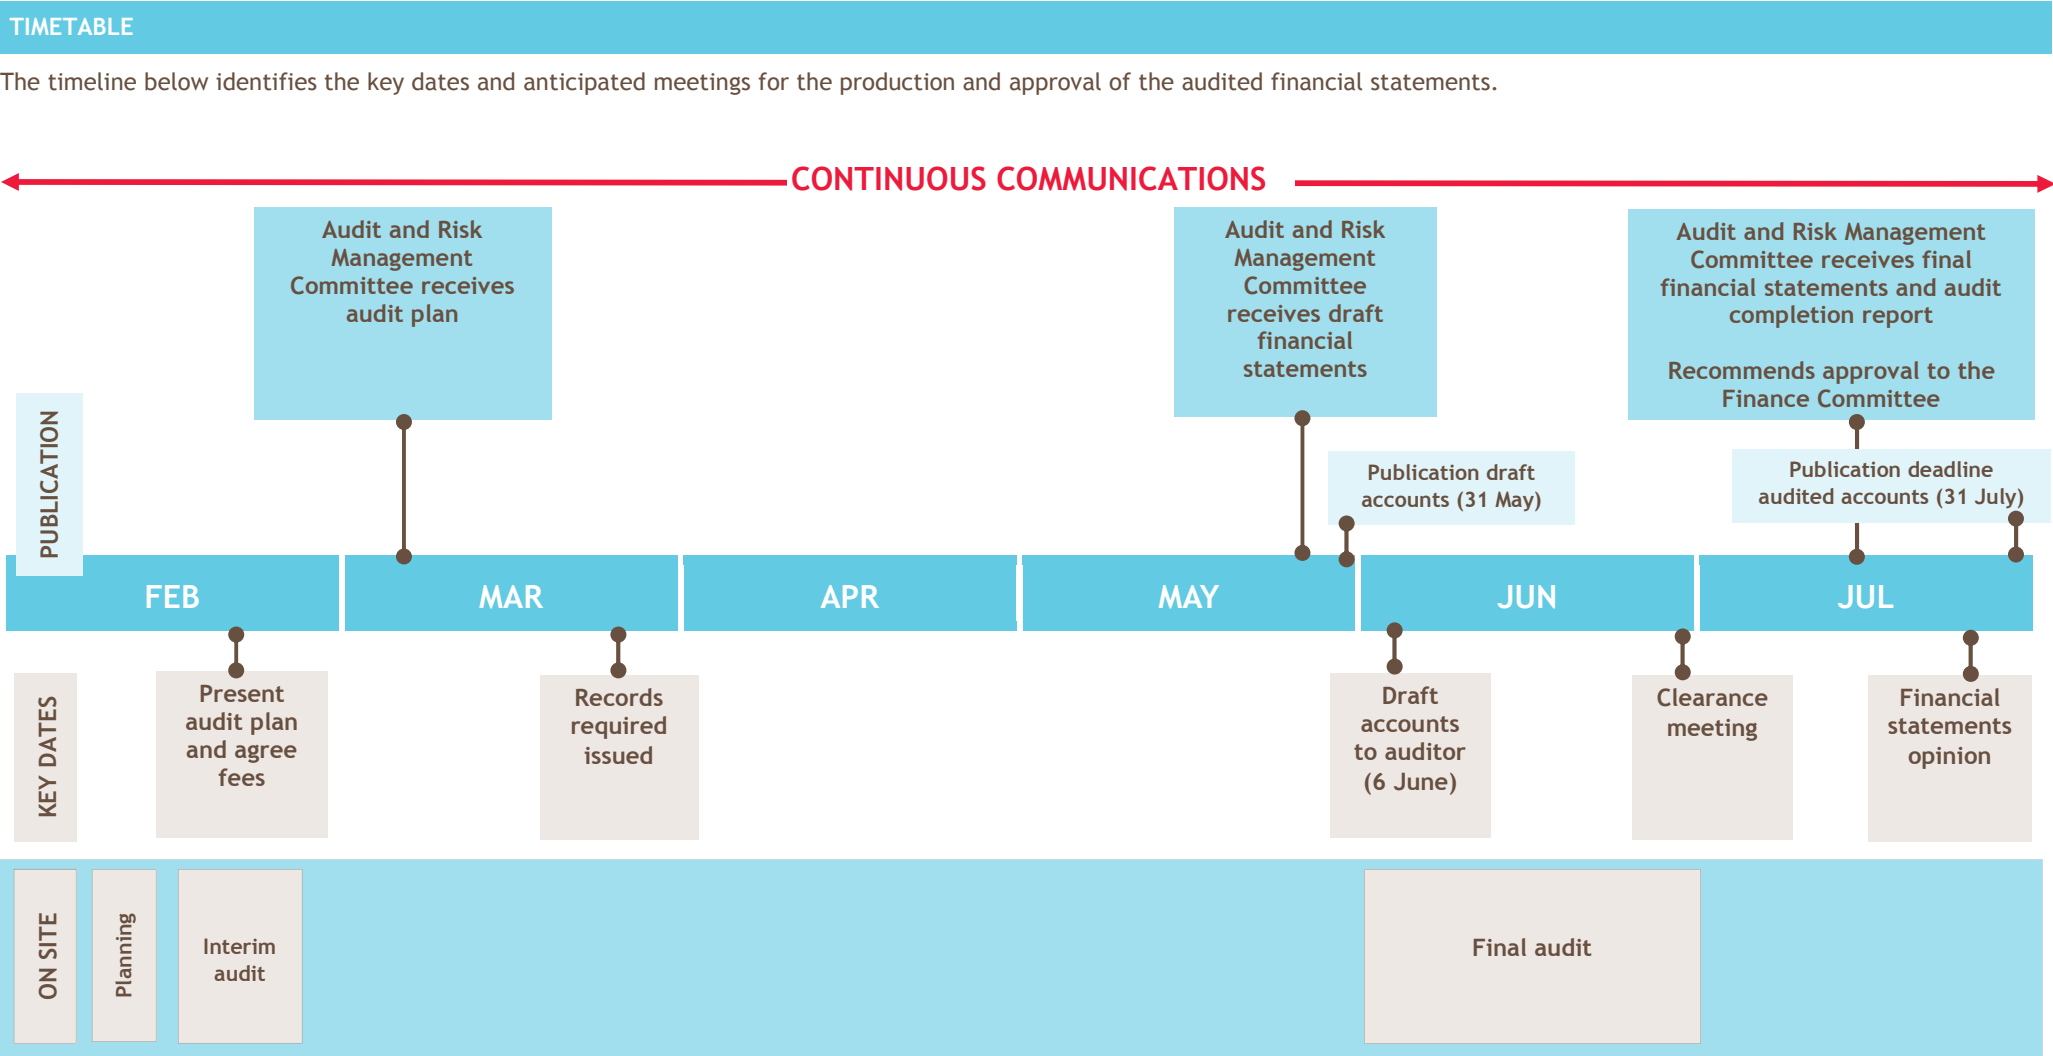 TIMETABLE
The timeline below identifies the key dates and anticipated meetings for the production and approval of the audited financial statements.
CONTINUOUS COMMUNICATIONS
Audit and Risk
Management
Committee receives
audit plan
Audit and Risk
Management
Committee
receives draft
financial
statements
Audit and Risk Management
Committee receives final
financial statements and audit
completion report
Recommends approval to the
Finance Committee
PUBLICATION
Publication draft
accounts (31 May)
Publication deadline
audited accounts (31 July)
FEB
MAR
APR
MAY
JUN
JUL
KEY DATES
Present
audit plan
and agree
fees
Records
required
issued
Draft
accounts
to auditor
(6 June)
Clearance
meeting
Financial
statements
opinion
ON SITE
Planning
Interim
audit
Final audit